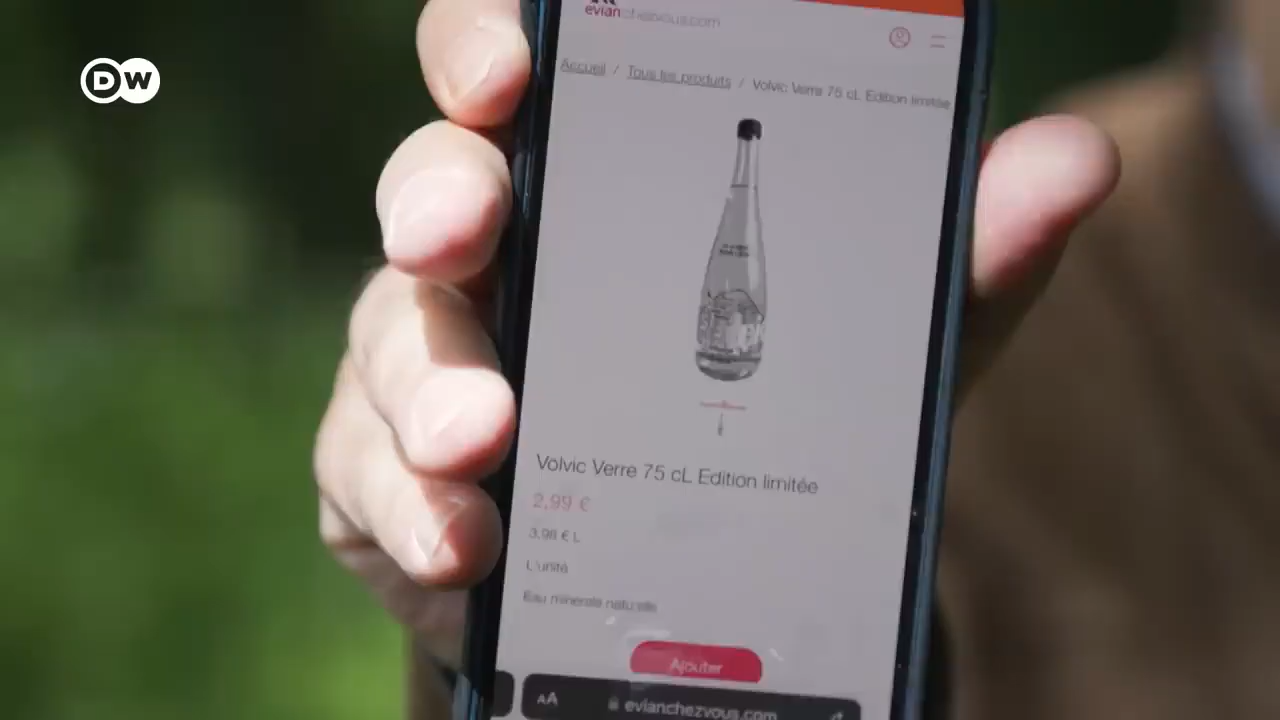 DW
evianchezvous.com
Accueil / Tous les produits / Volvic Verre 75 cL Edition limitée
Volvic Verre 75 cL Edition limitée
2,99 €
3,98 € L
L'unité
Eau minérale naturelle
Ajouter
AA evianchezvous.com